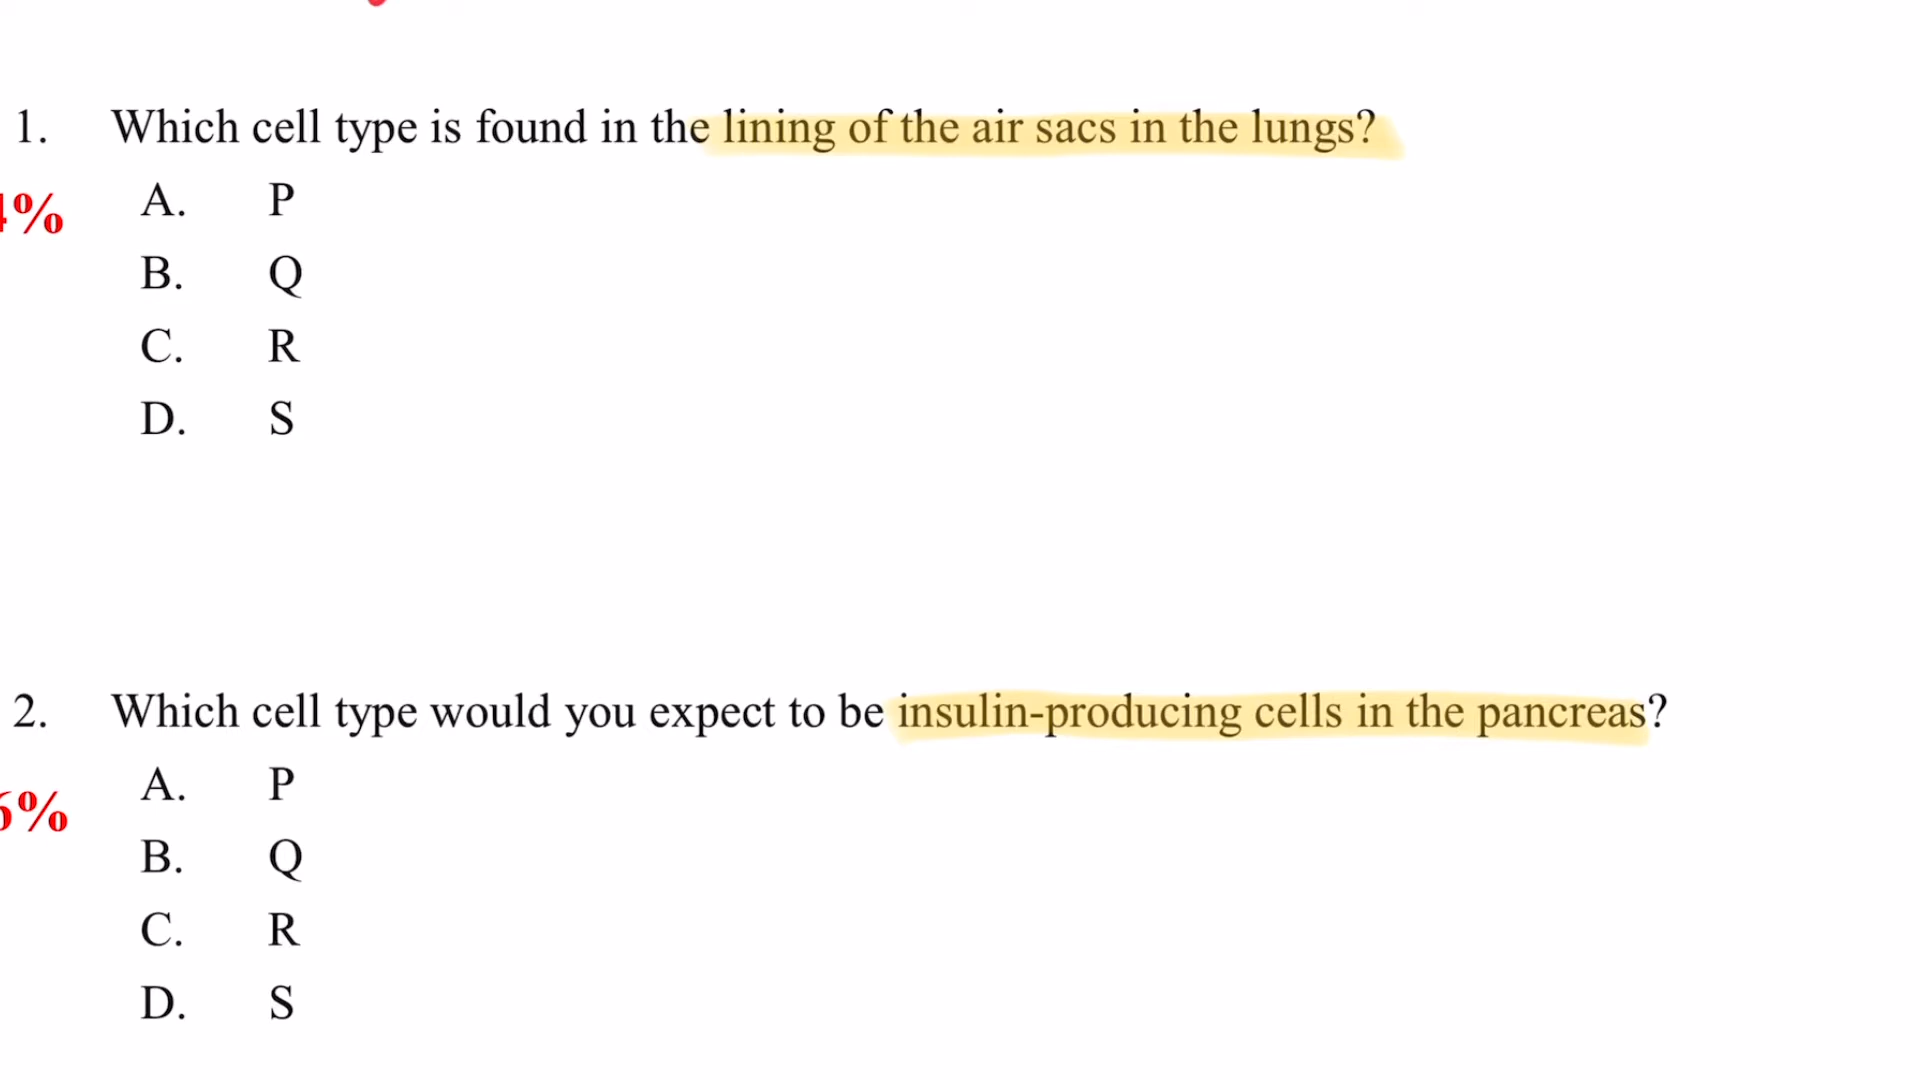 1. Which cell type is found in the lining of the air sacs in the lungs?
A. P
B. Q
C. R
D. S
2. Which cell type would you expect to be insulin-producing cells in the pancreas?
A. P
B. Q
C. R
D. S